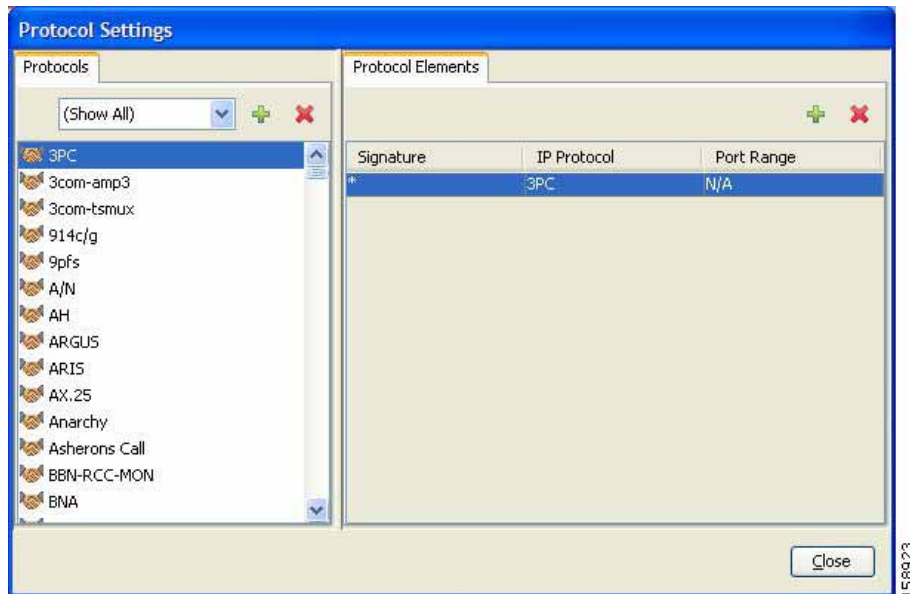 Protocol Settings
Protocols
(Show All)
3PC
3com-amp3
3com-tsmux
914c/g
9pfs
A/N
AH
ARGUS
ARIS
AX.25
Anarchy
Asherons Call
BBN-RCC-MON
BNA
Protocol Elements
Signature IP Protocol Port Range
* 3PC N/A
Close
158923